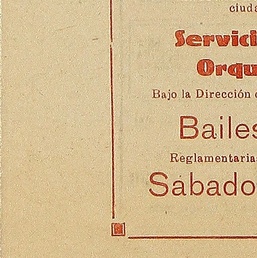 ciuda
Servici
Orqu
Bajo la Dirección
Bailes
Reglamentaria
Sabado